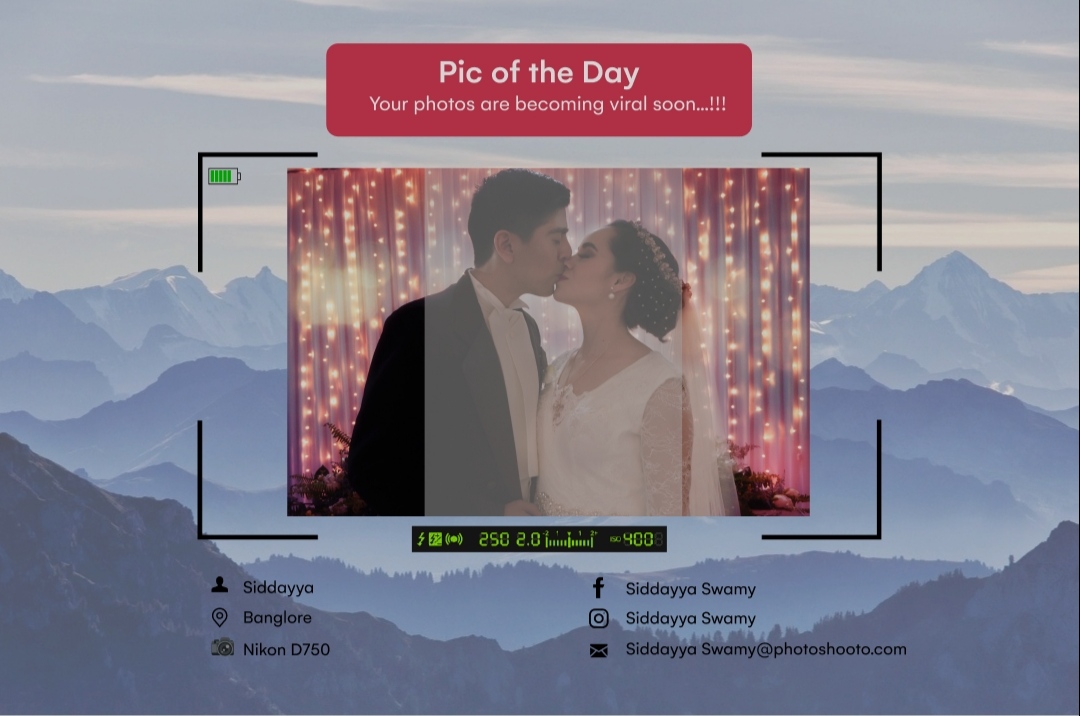 Pic of the Day
Your photos are becoming viral soon...!!!
250 2.0 ISO 400
Siddayya
Banglore
Nikon D750
Siddayya Swamy
Siddayya Swamy
Siddayya Swamy@photoshooto.com